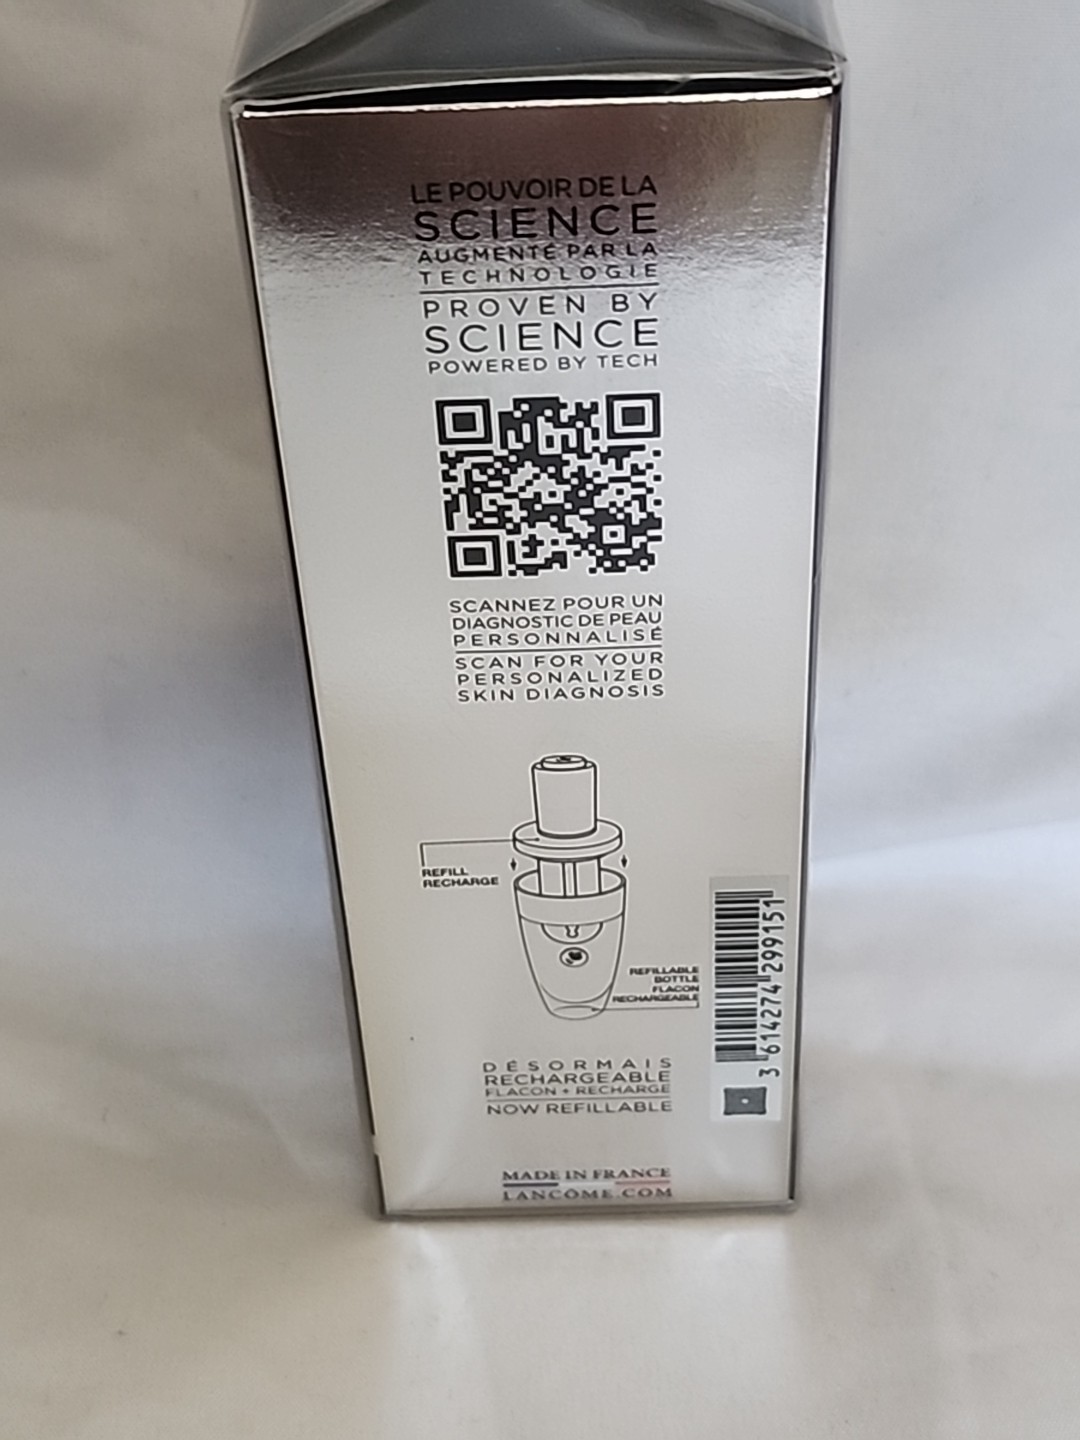 LE POUVOIR DE LA
SCIENCE
AUGMENTÉ PAR LA
TECHNOLOGIE
PROVEN BY
SCIENCE
POWERED BY TECH
SCANNEZ POUR UN
DIAGNOSTIC DE PEAU
PERSONNALISÉ
SCAN FOR YOUR
PERSONALIZED
SKIN DIAGNOSIS
REFILL
RECHARGE
REFILLABLE
BOTTLE
FLACON
RECHARGEABLE
3 614274 299151
DÉSORMAIS
RECHARGEABLE
FLACON + RECHARGE
NOW REFILLABLE
MADE IN FRANCE
LANCÔME.COM